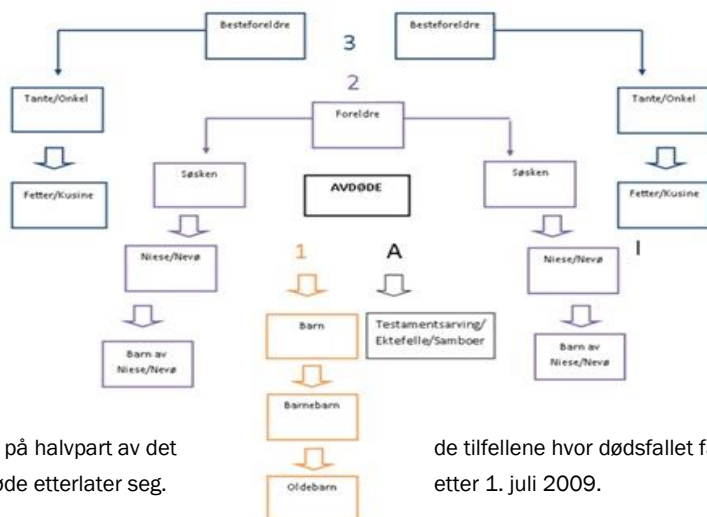 Besteforeldre
Besteforeldre
3
Tante/Onkel
2
Tante/Onkel
Foreldre
Søsken
AVDØDE
Søsken
Fetter/Kusine
Fetter/Kusine
Niese/Nevø
1
A
Niese/Nevø
I
Barn
Testamentsarving/
Ektefelle/Samboer
Barn av
Niese/Nevø
Barn av
Niese/Nevø
Barnebarn
på halvpart av det
de tilfellene hvor dødsfallet
etterlater seg.
etter 1. juli 2009.
Oldebarn